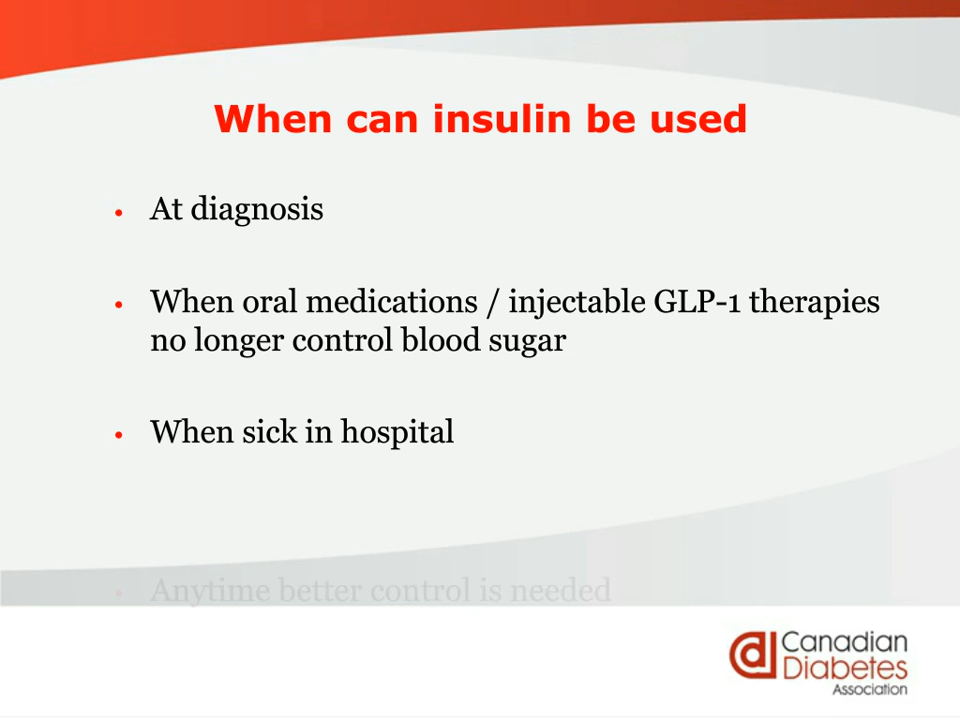 When can insulin be used
• At diagnosis
• When oral medications / injectable GLP-1 therapies
no longer control blood sugar
• When sick in hospital
• Anytime better control is needed
Canadian
Diabetes
Association